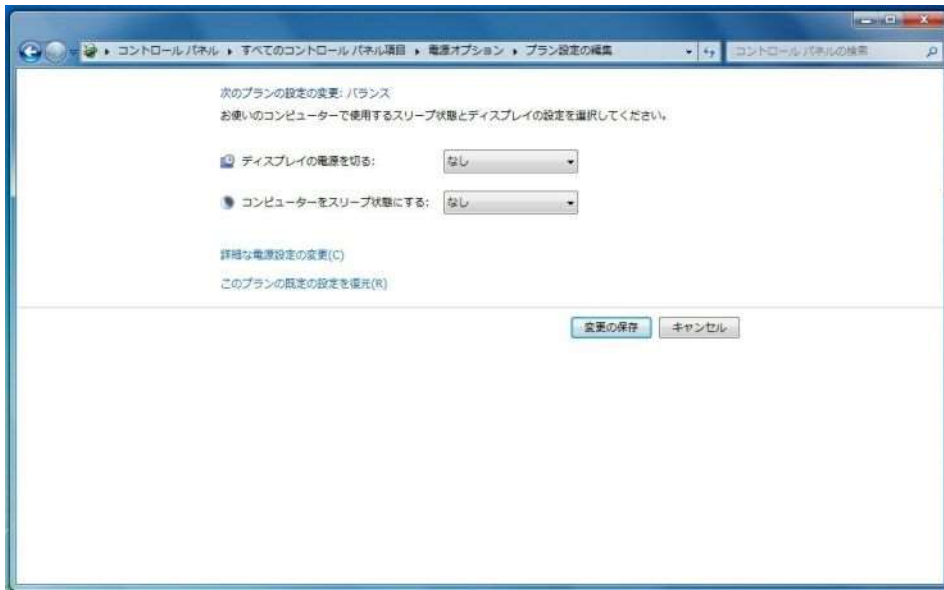 コントロール パネル ▸ すべてのコントロール パネル項目 ▸ 電源オプション ▸ プラン設定の編集
コントロール パネルの検索
次のプランの設定の変更: バランス
お使いのコンピューターで使用するスリープ状態とディスプレイの設定を選択してください。
ディスプレイの電源を切る: なし
コンピューターをスリープ状態にする: なし
詳細な電源設定の変更(C)
このプランの既定の設定を復元(R)
変更の保存 キャンセル